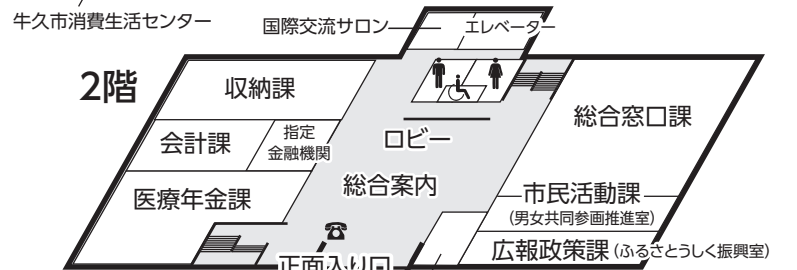 牛久市消費生活センター
国際交流サロン
エレベーター
2階
収納課
総合窓口課
会計課
指定
金融機関
ロビー
総合案内
医療年金課
市民活動課
(男女共同参画推進室)
広報政策課(ふるさとうしく振興室)
正面入り口